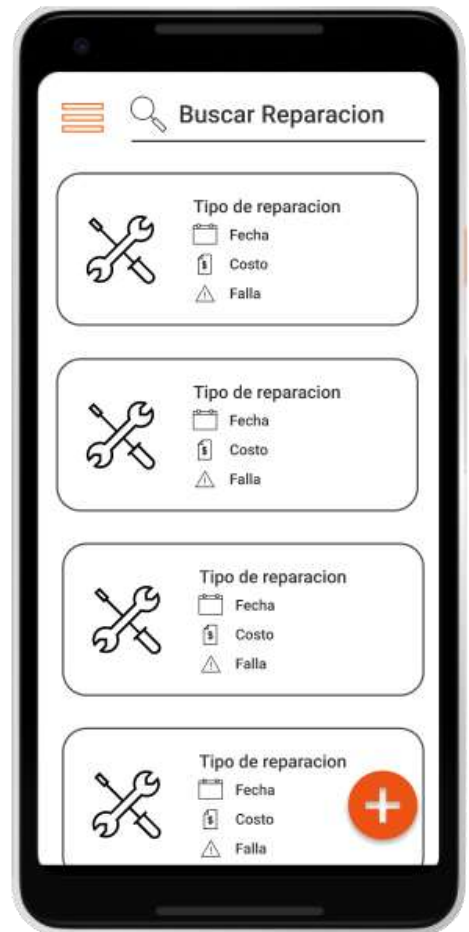 Buscar Reparacion
Tipo de reparacion
Fecha
$ Costo
Falla
Tipo de reparacion
Fecha
$ Costo
Falla
Tipo de reparacion
Fecha
$ Costo
Falla
Tipo de reparacion
Fecha
$ Costo
Falla